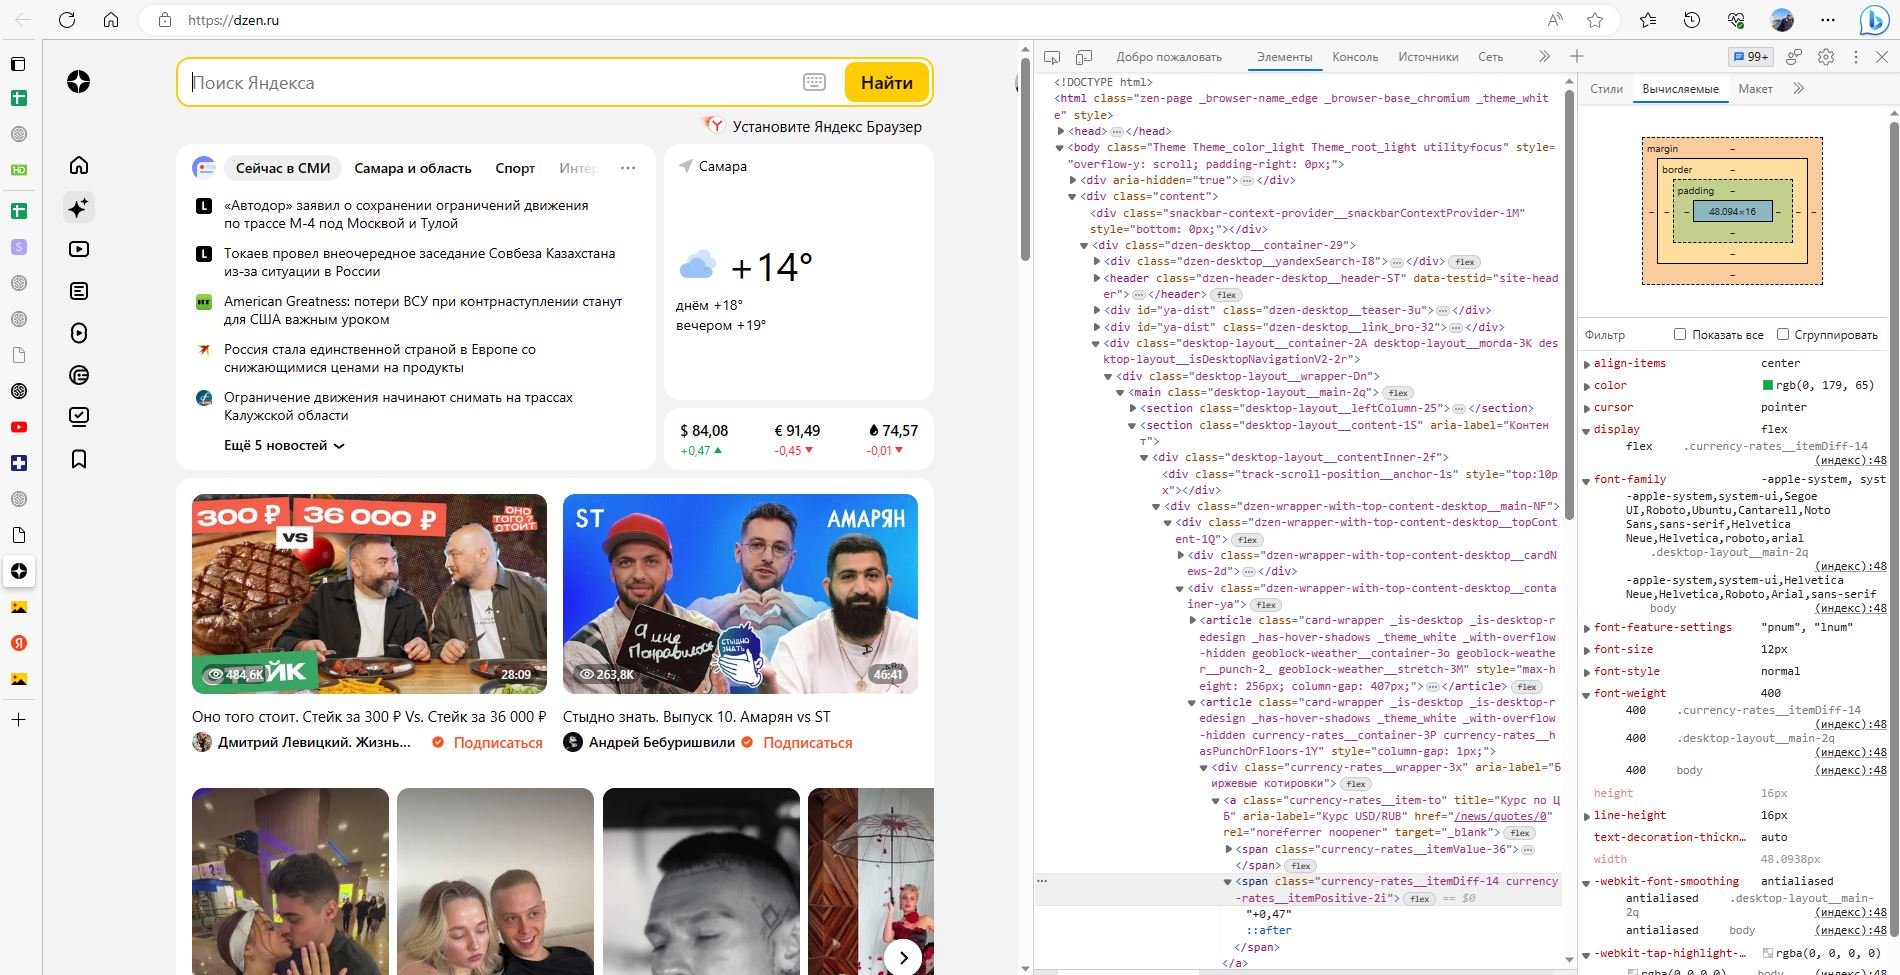 https://dzen.ru
Поиск Яндекса
Найти
Установите Яндекс Браузер
Сейчас в СМИ Самара и область Спорт Интер ...
«Автодор» заявил о сохранении ограничений движения
по трассе М-4 под Москвой и Тулой
Токаев провел внеочередное заседание Совбеза Казахстана
из-за ситуации в России
American Greatness: потери ВСУ при контрнаступлении станут
для США важным уроком
Россия стала единственной страной в Европе со
снижающимися ценами на продукты
Ограничение движения начинают снимать на трассах
Калужской области
Ещё 5 новостей
Самара
+14°
днём +18°
вечером +19°
$ 84,08 € 91,49 74,57
+0,47 -0,45 -0,01
300 ₽ VS 36 000 ₽
ОНО ТОГО? СТОИТ
484,6K
28:09
ST АМАРЯН
а мне понравилось
СТЫДНО ЗНАТЬ
263,8K
46:41
Оно того стоит. Стейк за 300 ₽ Vs. Стейк за 36 000 ₽
Дмитрий Левицкий. Жизнь... Подписаться
Стыдно знать. Выпуск 10. Амарян vs ST
Андрей Бебуришвили Подписаться
Добро пожаловать Элементы Консоль Источники Сеть
99+
<!DOCTYPE html>
<html class="zen-page _browser-name_edge _browser-base_chromium _theme_whit
e" style>
<head>…</head>
<body class="Theme Theme_color_light Theme_root_light utilityfocus" style=
"overflow-y: scroll; padding-right: 0px;">
<div aria-hidden="true">…</div>
<div class="content">
<div class="snackbar-context-provider__snackbarContextProvider-1M"
style="bottom: 0px;"></div>
<div class="dzen-desktop__container-29">
<div class="dzen-desktop__yandexSearch-I8">…</div> flex
<header class="dzen-header-desktop__header-ST" data-testid="site-head
er">…</header> flex
<div id="ya-dist" class="dzen-desktop__teaser-3u">…</div>
<div id="ya-dist" class="dzen-desktop__link_bro-32">…</div>
<div class="desktop-layout__container-2A desktop-layout__morda-3K des
ktop-layout__isDesktopNavigationV2-2r">
<div class="desktop-layout__wrapper-Dn">
<main class="desktop-layout__main-2q"> flex
<section class="desktop-layout__leftColumn-25">…</section>
<section class="desktop-layout__content-1S" aria-label="Контен
т">
<div class="desktop-layout__contentInner-2f">
<div class="track-scroll-position__anchor-1s" style="top:10p
x"></div>
<div class="dzen-wrapper-with-top-content-desktop__main-NF">
<div class="dzen-wrapper-with-top-content-desktop__topCont
ent-1Q"> flex
<div class="dzen-wrapper-with-top-content-desktop__cardN
ews-2d">…</div>
<div class="dzen-wrapper-with-top-content-desktop__conta
iner-ya"> flex
<article class="card-wrapper _is-desktop _is-desktop-r
edesign _has-hover-shadows _theme_white _with-overflow
-hidden geoblock-weather__container-3o geoblock-weathe
r__punch-2_ geoblock-weather__stretch-3M" style="max-h
eight: 256px; column-gap: 407px;">…</article> flex
<article class="card-wrapper _is-desktop _is-desktop-r
edesign _has-hover-shadows _theme_white _with-overflow
-hidden currency-rates__container-3P currency-rates__h
asPunchOrFloors-1Y" style="column-gap: 1px;">
<div class="currency-rates__wrapper-3x" aria-label="Б
иржевые котировки"> flex
<a class="currency-rates__item-to" title="Курс по Ц
Б" aria-label="Курс USD/RUB" href="/news/quotes/0"
rel="noreferrer noopener" target="_blank"> flex
<span class="currency-rates__itemValue-36">…
</span> flex
<span class="currency-rates__itemDiff-14 currency
-rates__itemPositive-2i"> flex == $0
"+0,47"
::after
</span>
</a>
Стили Вычисляемые Макет
margin –
border –
padding –
48.094×16
Фильтр Показать все Сгруппировать
align-items center
color rgb(0, 179, 65)
cursor pointer
display flex
flex .currency-rates__itemDiff-14
(индекс):48
font-family -apple-system, syst
-apple-system,system-ui,Segoe
UI,Roboto,Ubuntu,Cantarell,Noto
Sans,sans-serif,Helvetica
Neue,Helvetica,roboto,arial
.desktop-layout__main-2q
(индекс):48
-apple-system,system-ui,Helvetica
Neue,Helvetica,Roboto,Arial,sans-serif
body (индекс):48
font-feature-settings "pnum", "lnum"
font-size 12px
font-style normal
font-weight 400
400 .currency-rates__itemDiff-14
(индекс):48
400 .desktop-layout__main-2q
(индекс):48
400 body (индекс):48
height 16px
line-height 16px
text-decoration-thickn... auto
width 48.0938px
-webkit-font-smoothing antialiased
antialiased .desktop-layout__main-
2q (индекс):48
antialiased body (индекс):48
-webkit-tap-highlight-... rgba(0, 0, 0, 0)